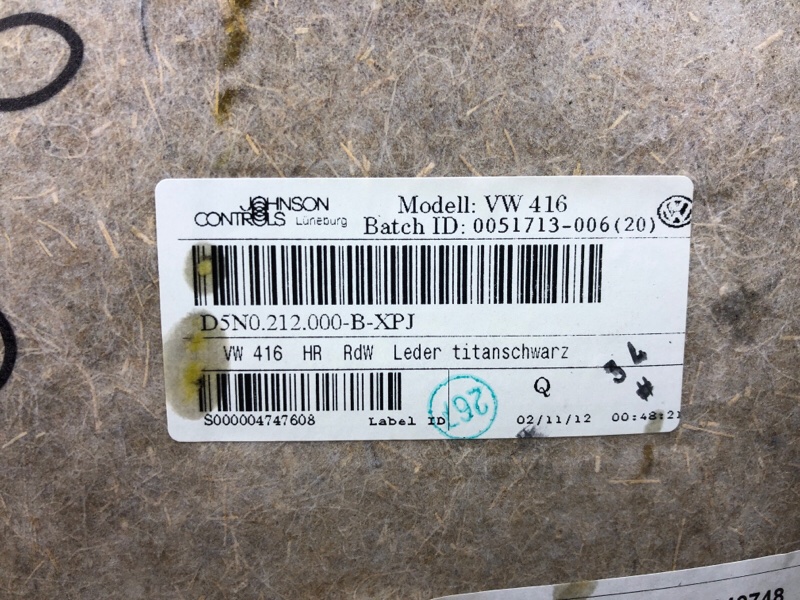 JOHNSON
CONTROLS Lüneburg
Modell: VW 416
Batch ID: 0051713-006(20)
D5N0.212.000-B-XPJ
VW 416 HR RdW Leder titanschwarz
S000004747608 Label ID
267
Q
02/11/12 00:48:21